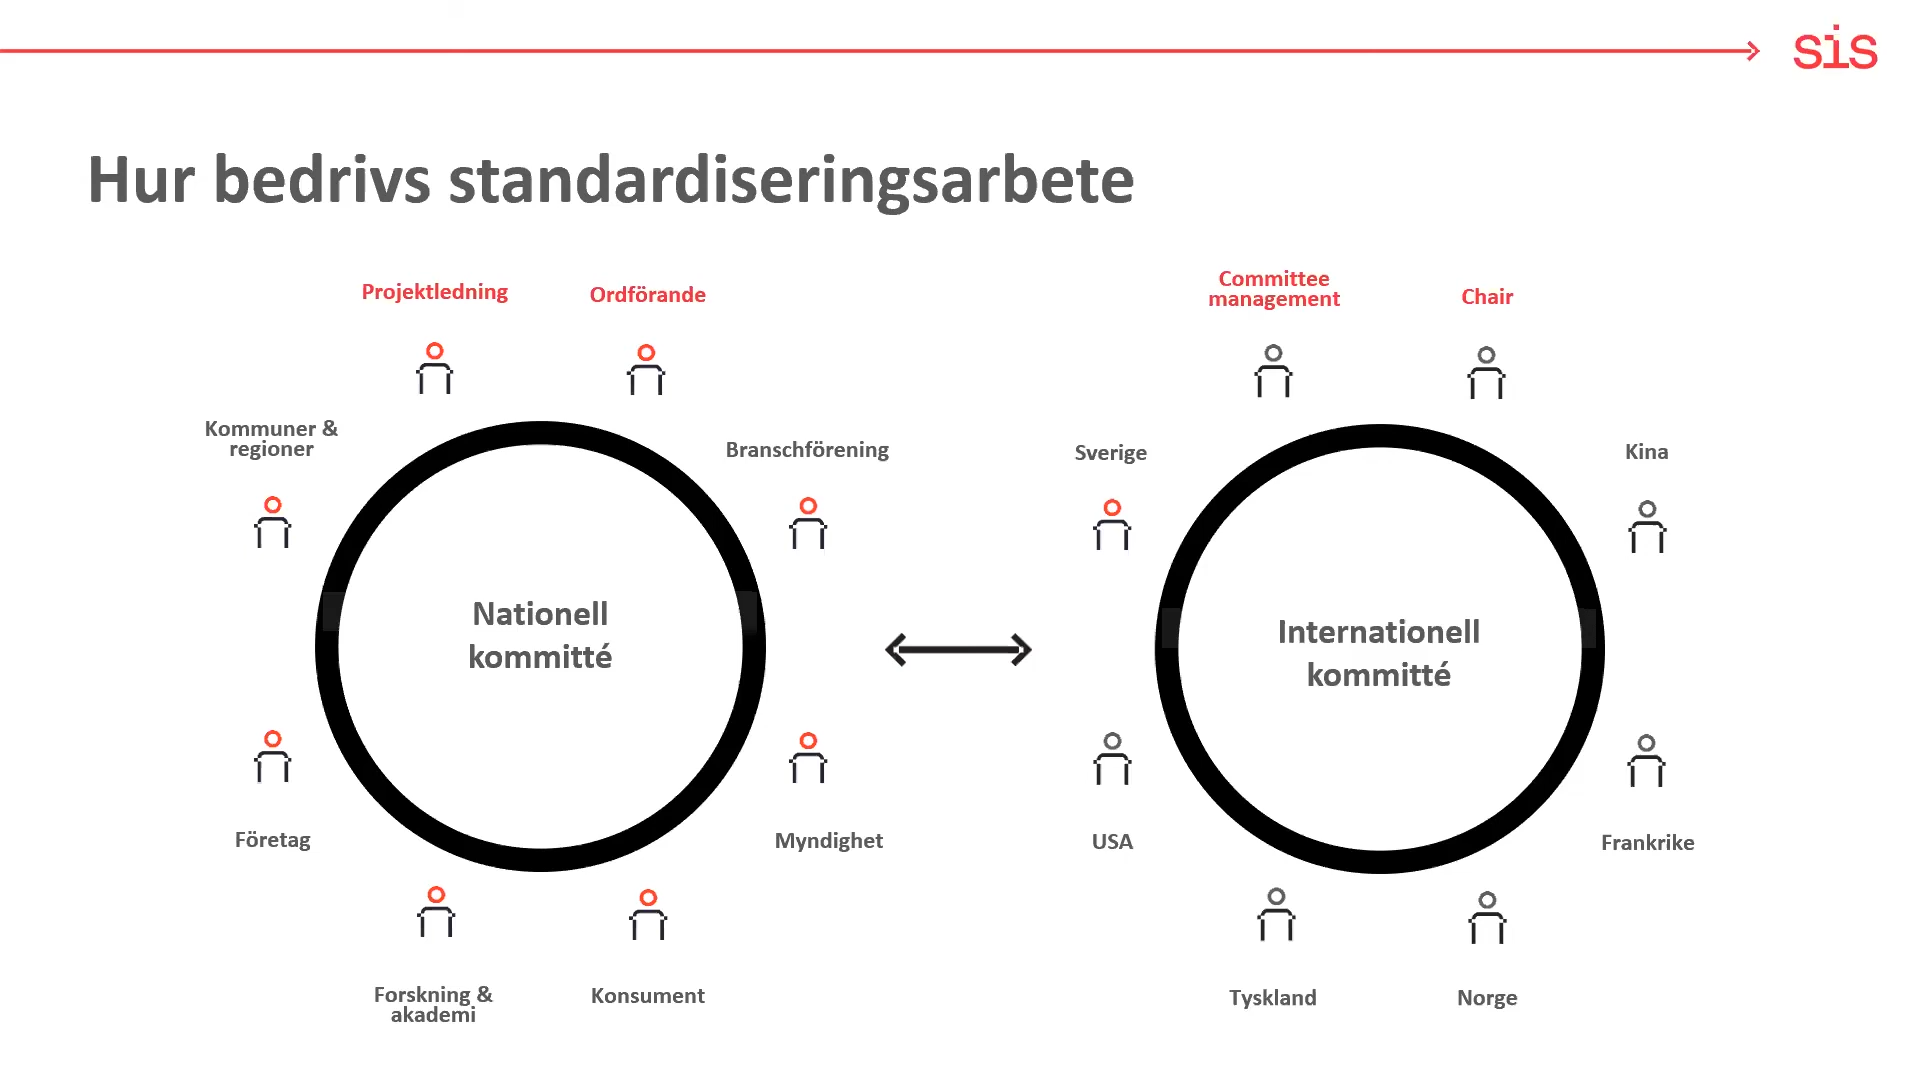 sis
Hur bedrivs standardiseringsarbete
Projektledning
Ordförande
Kommuner &
regioner
Branschförening
Nationell
kommitté
Företag
Myndighet
Forskning &
akademi
Konsument
Committee
management
Chair
Sverige
Kina
Internationell
kommitté
USA
Frankrike
Tyskland
Norge